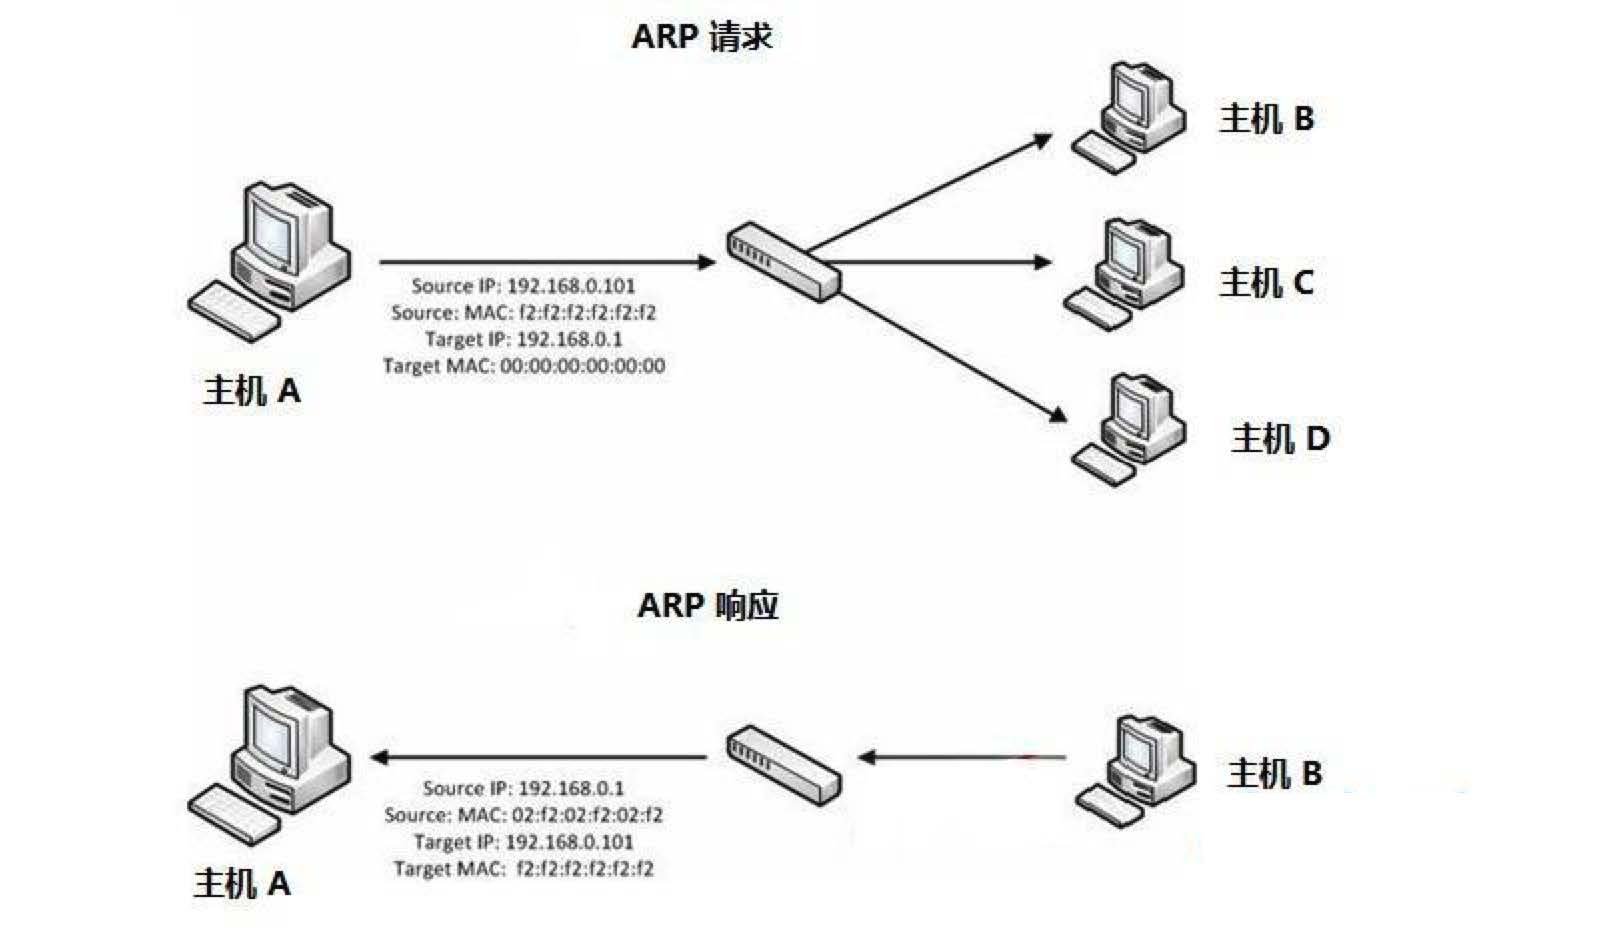 ARP 请求
主机 B
主机 C
Source IP: 192.168.0.101
Source: MAC: f2:f2:f2:f2:f2:f2
Target IP: 192.168.0.1
Target MAC: 00:00:00:00:00:00
主机 A
主机 D
ARP 响应
主机 B
Source IP: 192.168.0.1
Source: MAC: 02:f2:02:f2:02:f2
Target IP: 192.168.0.101
Target MAC: f2:f2:f2:f2:f2:f2
主机 A